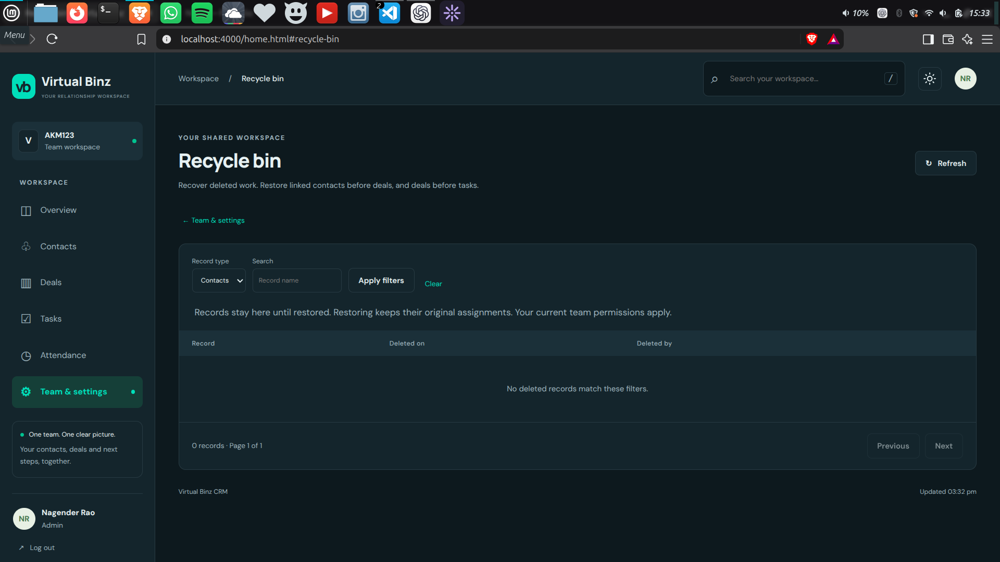 $_
2
10%
15:33
Menu
localhost:4000/home.html#recycle-bin
vb
Virtual Binz
YOUR RELATIONSHIP WORKSPACE
Workspace / Recycle bin
Search your workspace...
/
NR
V
AKM123
Team workspace
WORKSPACE
Overview
Contacts
Deals
Tasks
Attendance
Team & settings
One team. One clear picture.
Your contacts, deals and next
steps, together.
NR
Nagender Rao
Admin
↗ Log out
YOUR SHARED WORKSPACE
Recycle bin
Recover deleted work. Restore linked contacts before deals, and deals before tasks.
↻ Refresh
← Team & settings
Record type
Search
Contacts
Record name
Apply filters
Clear
Records stay here until restored. Restoring keeps their original assignments. Your current team permissions apply.
Record
Deleted on
Deleted by
No deleted records match these filters.
0 records · Page 1 of 1
Previous
Next
Virtual Binz CRM
Updated 03:32 pm